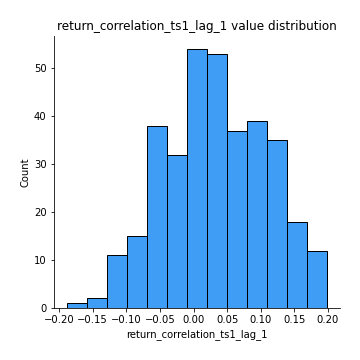 return_correlation_ts1_lag_1 value distribution
50
40
30
20
10
0
Count
−0.20 −0.15 −0.10 −0.05 0.00 0.05 0.10 0.15 0.20
return_correlation_ts1_lag_1